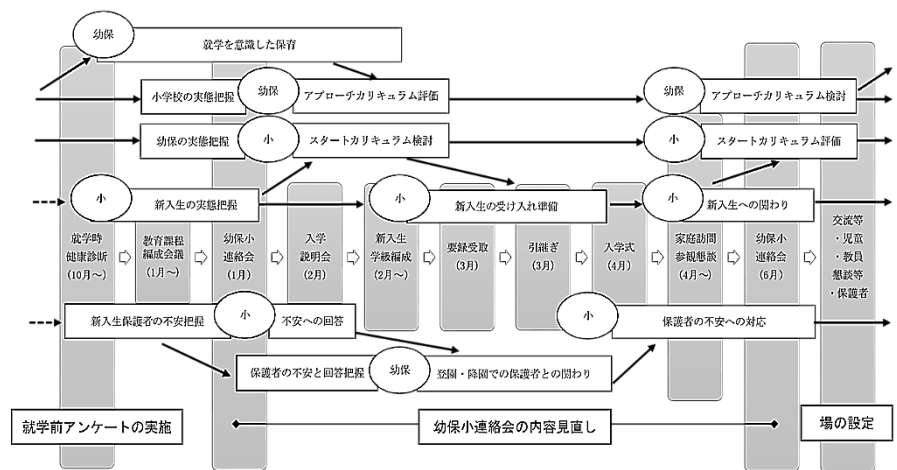 幼保
就学を意識した保育
小学校の実態把握
幼保
アプローチカリキュラム評価
幼保
アプローチカリキュラム検討
幼保の実態把握
小
スタートカリキュラム検討
小
スタートカリキュラム評価
小
新入生の実態把握
小
新入生の受け入れ準備
小
新入生への関わり
就学時
健康診断
(10月～)
教育課程
編成会議
(1月～)
幼保小
連絡会
(1月)
入学
説明会
(2月)
新入生
学級編成
(2月～)
要録受取
(3月)
引継ぎ
(3月)
入学式
(4月)
家庭訪問
参観懇談
(4月～)
幼保小
連絡会
(6月)
交流等
・児童
・教員
懇談等
・保護者
新入生保護者の不安把握
小
不安への回答
小
保護者の不安への対応
保護者の不安と回答把握
幼保
登園・降園での保護者との関わり
就学前アンケートの実施
幼保小連絡会の内容見直し
場の設定